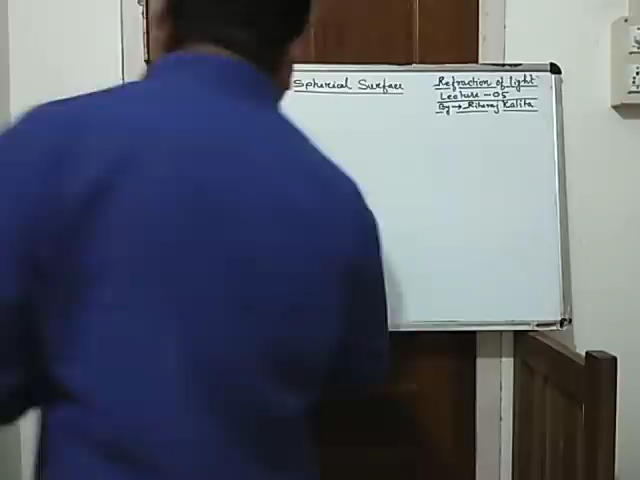 Spherical Surface
Refraction of light
Lecture - 05
By → Rituraj Kalita